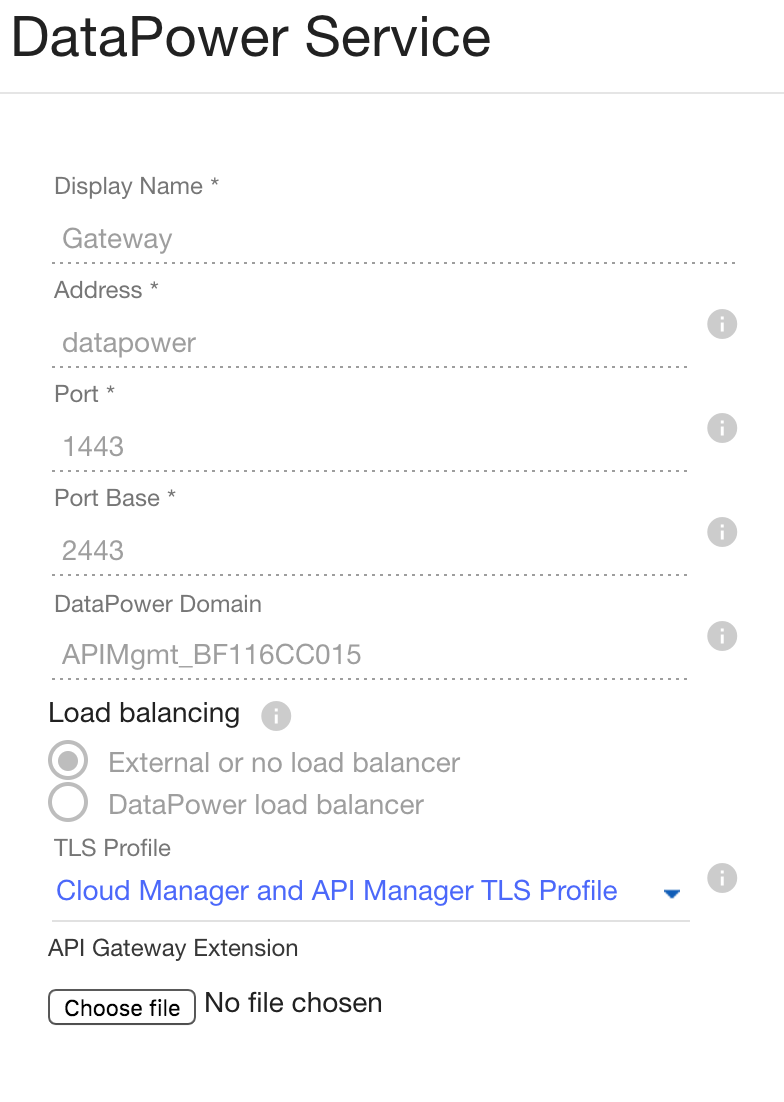 DataPower Service
Display Name *
Gateway
Address *
datapower
Port *
1443
Port Base *
2443
DataPower Domain
APIMgmt_BF116CC015
Load balancing
External or no load balancer
DataPower load balancer
TLS Profile
Cloud Manager and API Manager TLS Profile
API Gateway Extension
Choose file No file chosen